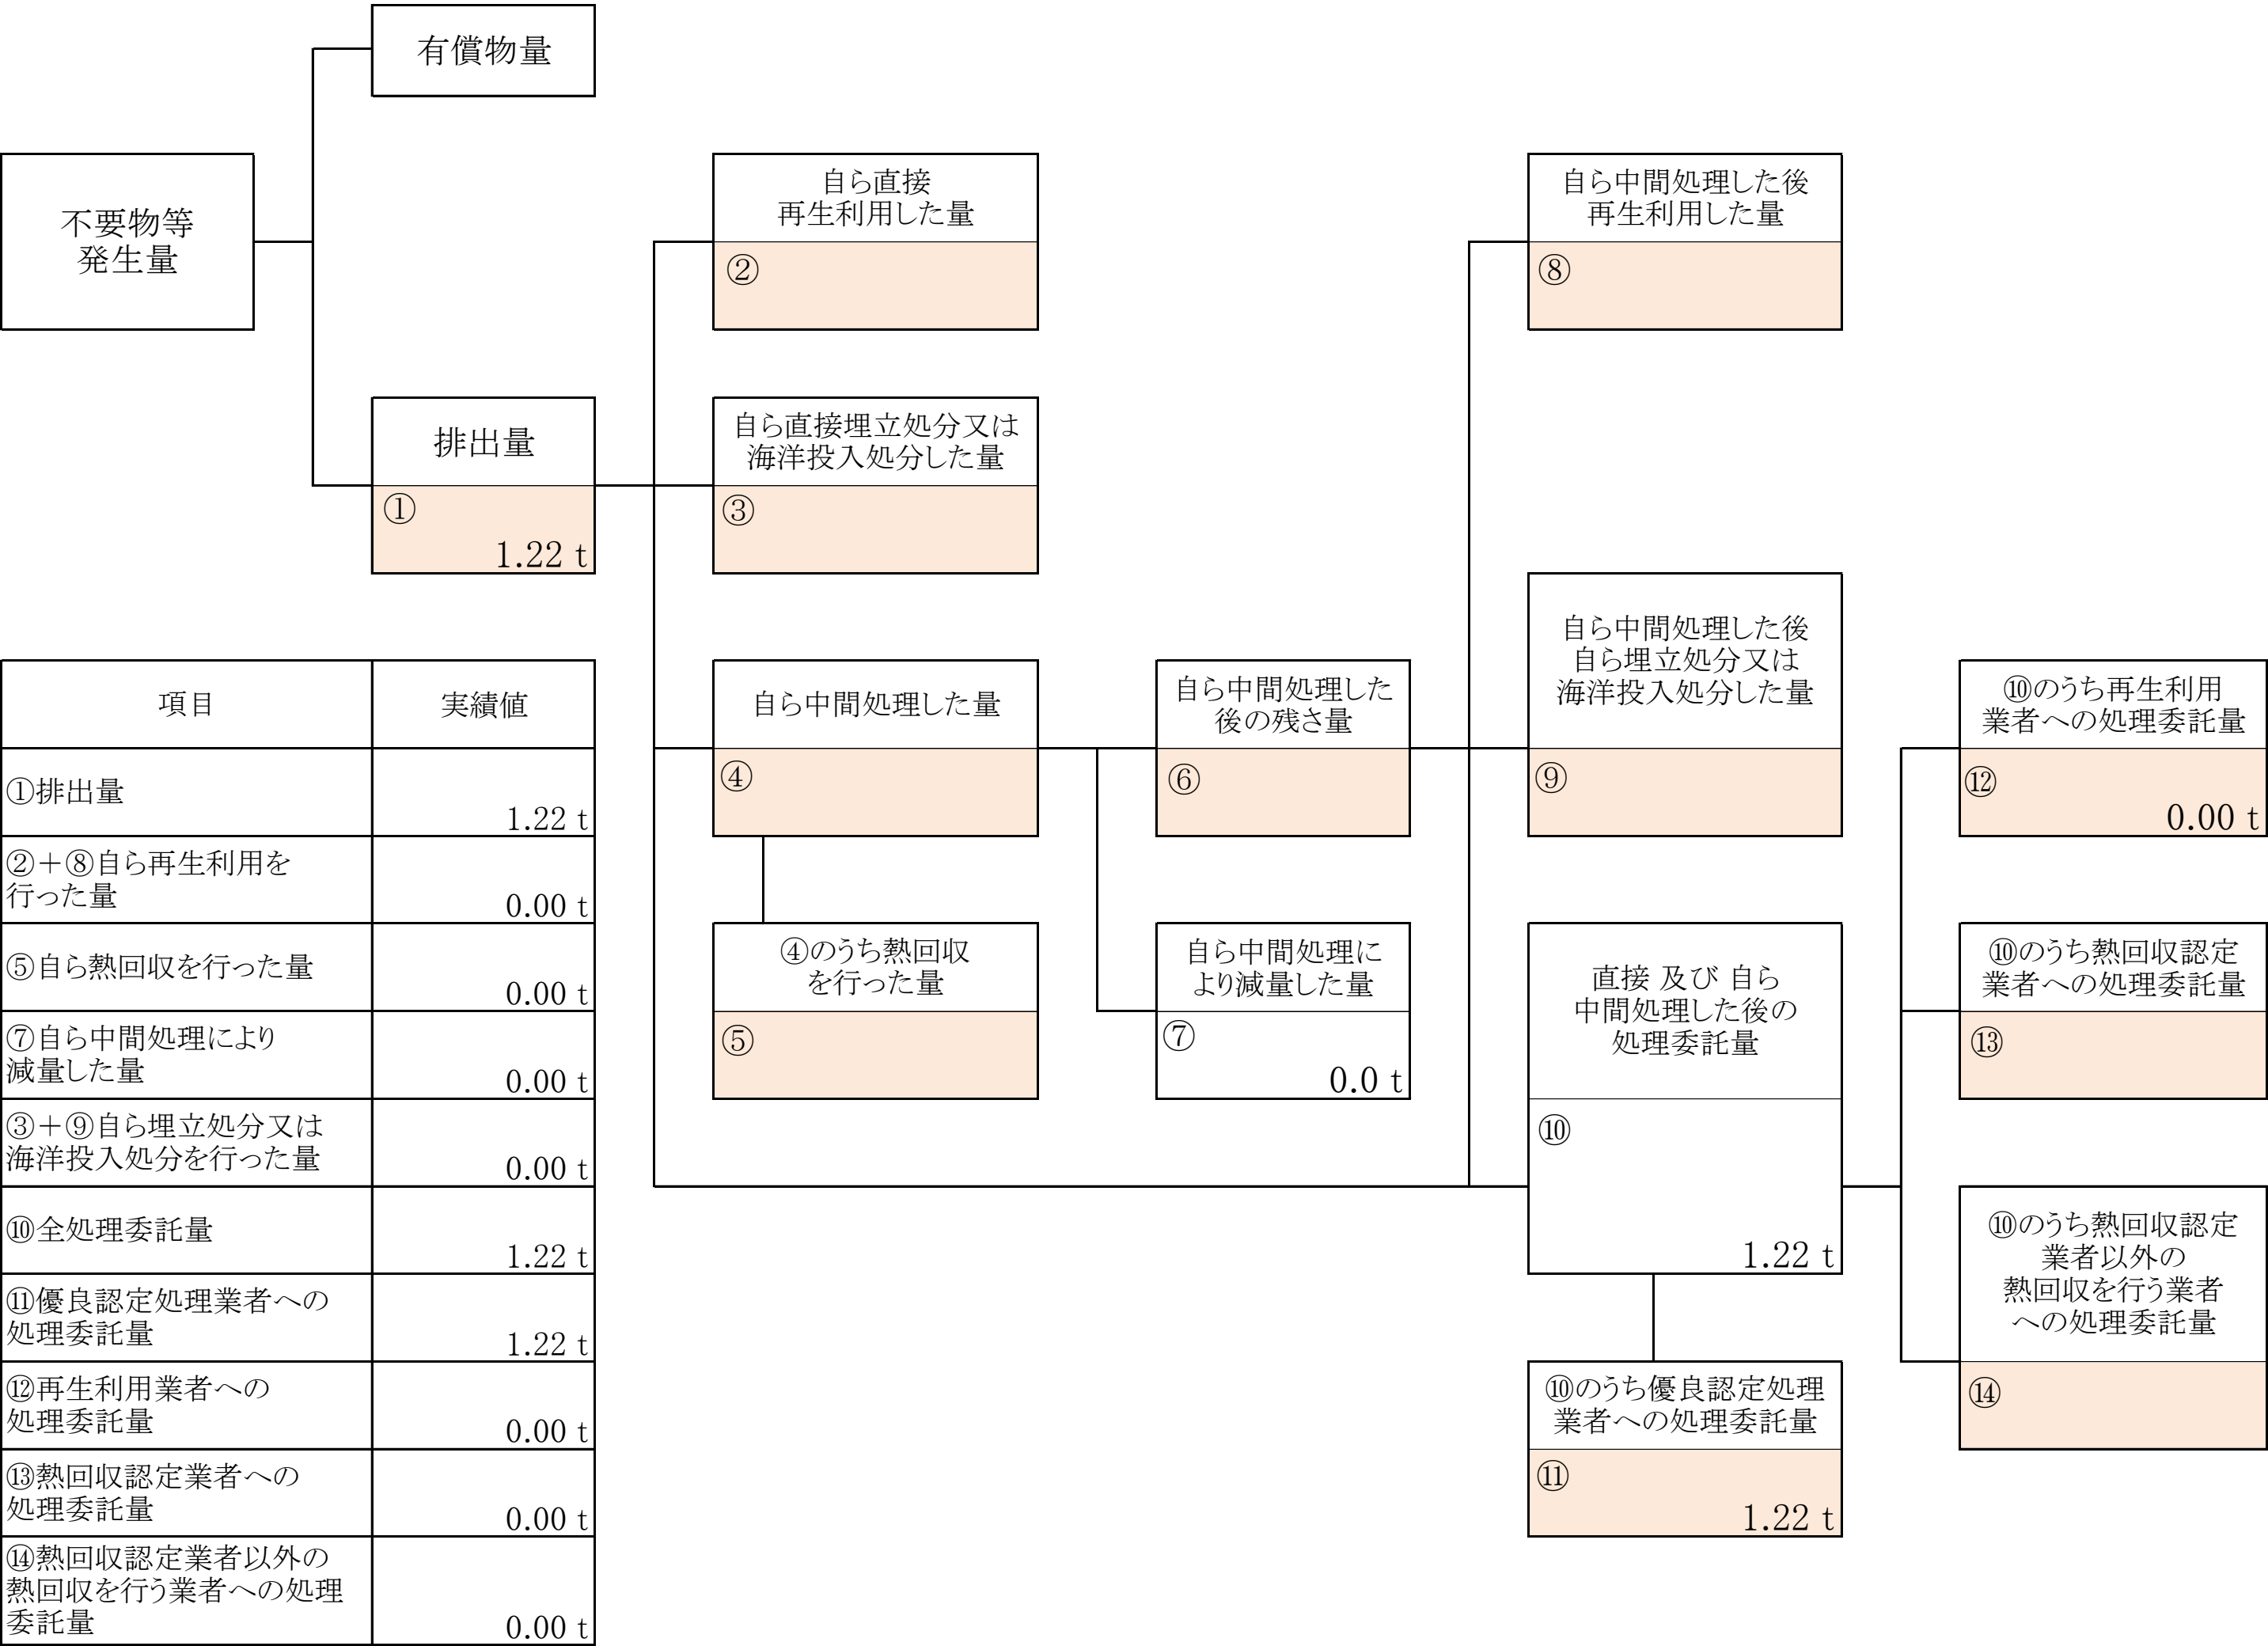 有償物量
不要物等
発生量
排出量
①
1.22 t
自ら直接
再生利用した量
②
自ら直接埋立処分又は
海洋投入処分した量
③
自ら中間処理した量
④
④のうち熱回収
を行った量
⑤
自ら中間処理した
後の残さ量
⑥
自ら中間処理に
より減量した量
⑦
0.0 t
自ら中間処理した後
再生利用した量
⑧
自ら中間処理した後
自ら埋立処分又は
海洋投入処分した量
⑨
直接 及び 自ら
中間処理した後の
処理委託量
⑩
1.22 t
⑩のうち優良認定処理
業者への処理委託量
⑪
1.22 t
⑩のうち再生利用
業者への処理委託量
⑫
0.00 t
⑩のうち熱回収認定
業者への処理委託量
⑬
⑩のうち熱回収認定
業者以外の
熱回収を行う業者
への処理委託量
⑭
項目 実績値
①排出量
1.22 t
②＋⑧自ら再生利用を
行った量
0.00 t
⑤自ら熱回収を行った量
0.00 t
⑦自ら中間処理により
減量した量
0.00 t
③＋⑨自ら埋立処分又は
海洋投入処分を行った量
0.00 t
⑩全処理委託量
1.22 t
⑪優良認定処理業者への
処理委託量
1.22 t
⑫再生利用業者への
処理委託量
0.00 t
⑬熱回収認定業者への
処理委託量
0.00 t
⑭熱回収認定業者以外の
熱回収を行う業者への処理
委託量
0.00 t